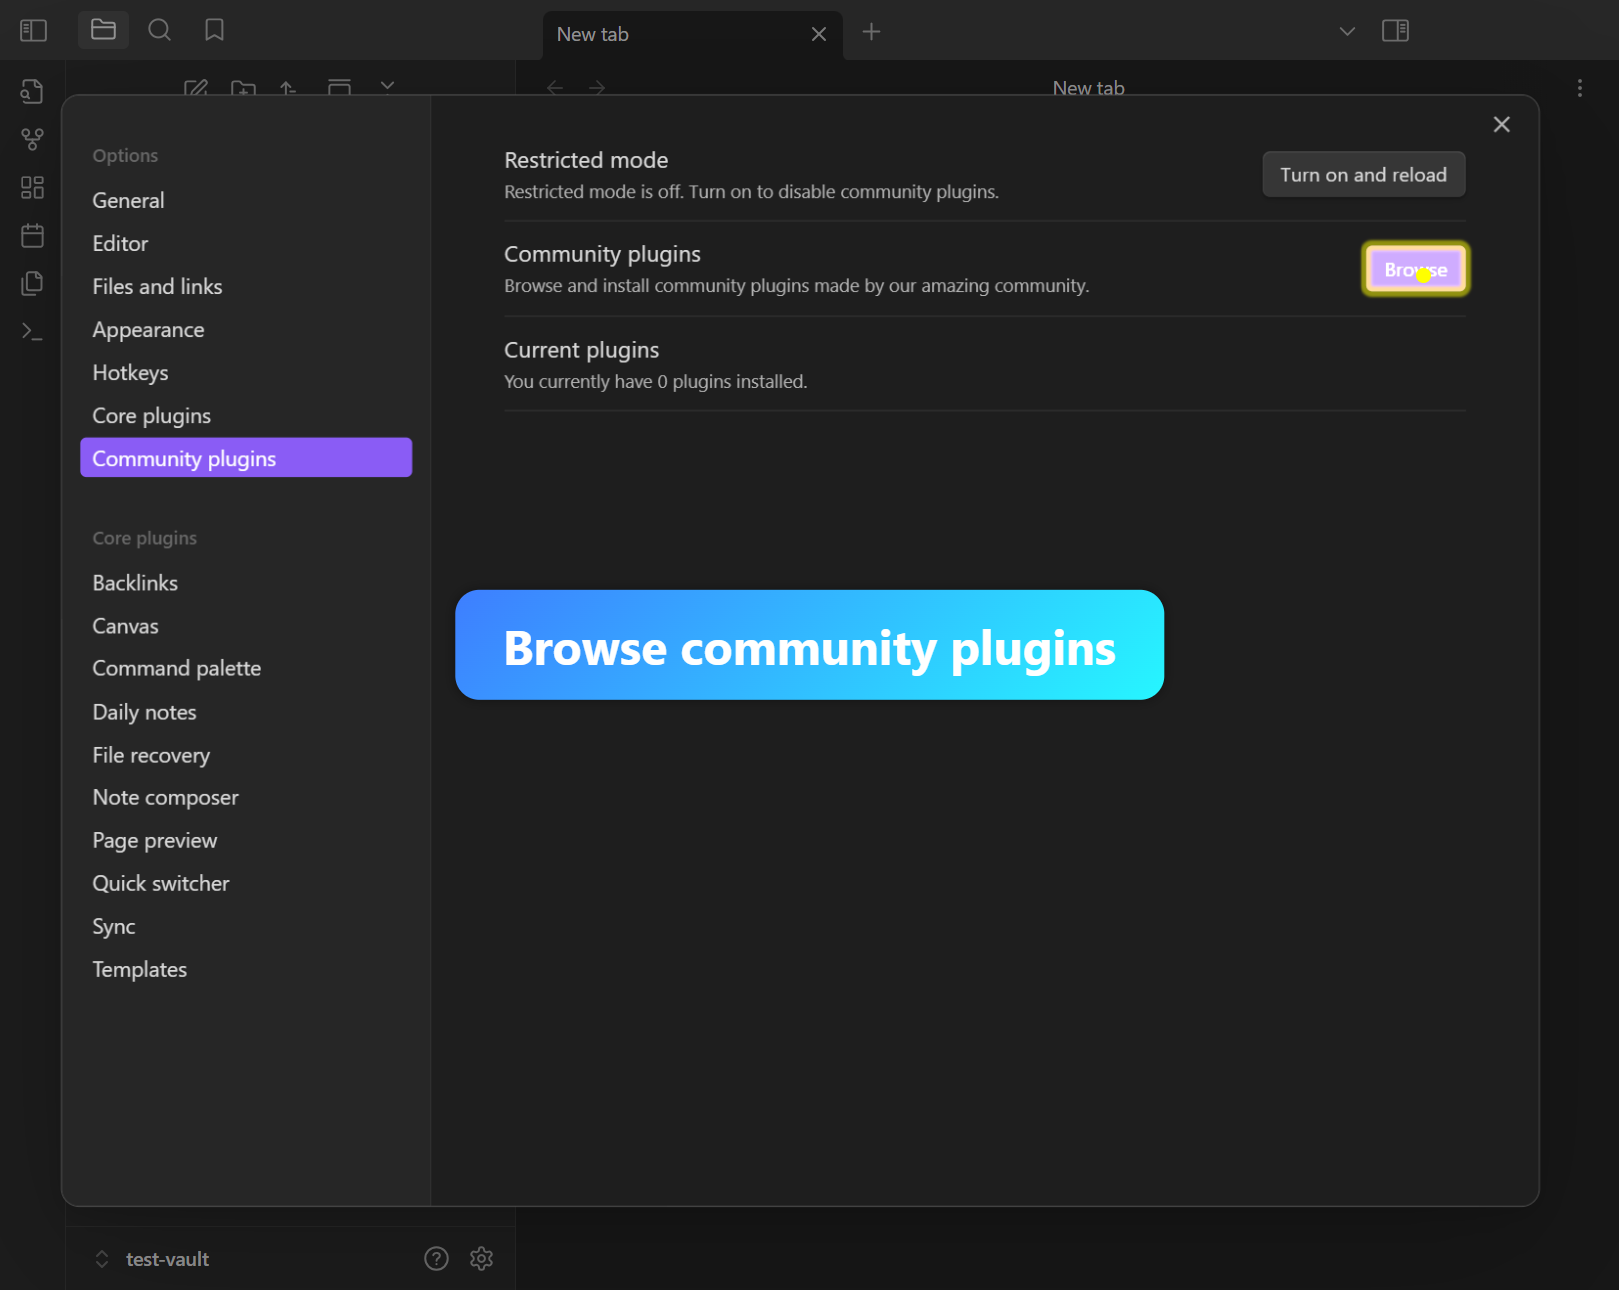 New tab
New tab
Options
General
Editor
Files and links
Appearance
Hotkeys
Core plugins
Community plugins
Core plugins
Backlinks
Canvas
Command palette
Daily notes
File recovery
Note composer
Page preview
Quick switcher
Sync
Templates
Restricted mode
Restricted mode is off. Turn on to disable community plugins.
Turn on and reload
Community plugins
Browse and install community plugins made by our amazing community.
Browse
Current plugins
You currently have 0 plugins installed.
Browse community plugins
test-vault